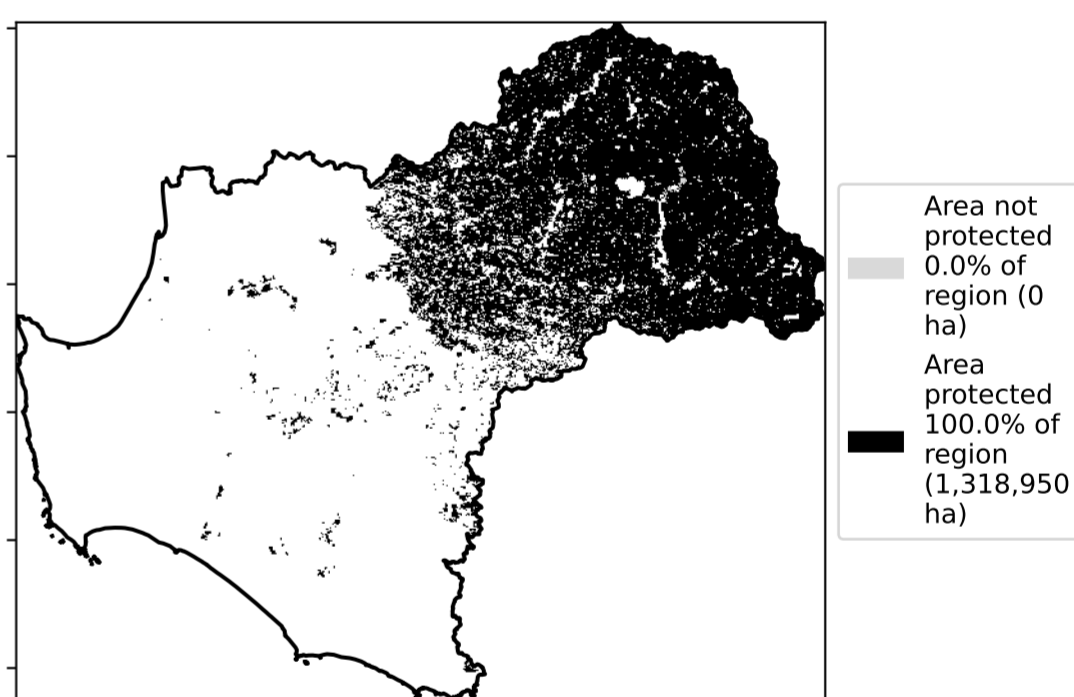 Area not
protected
0.0% of
region (0
ha)
Area
protected
100.0% of
region
(1,318,950
ha)